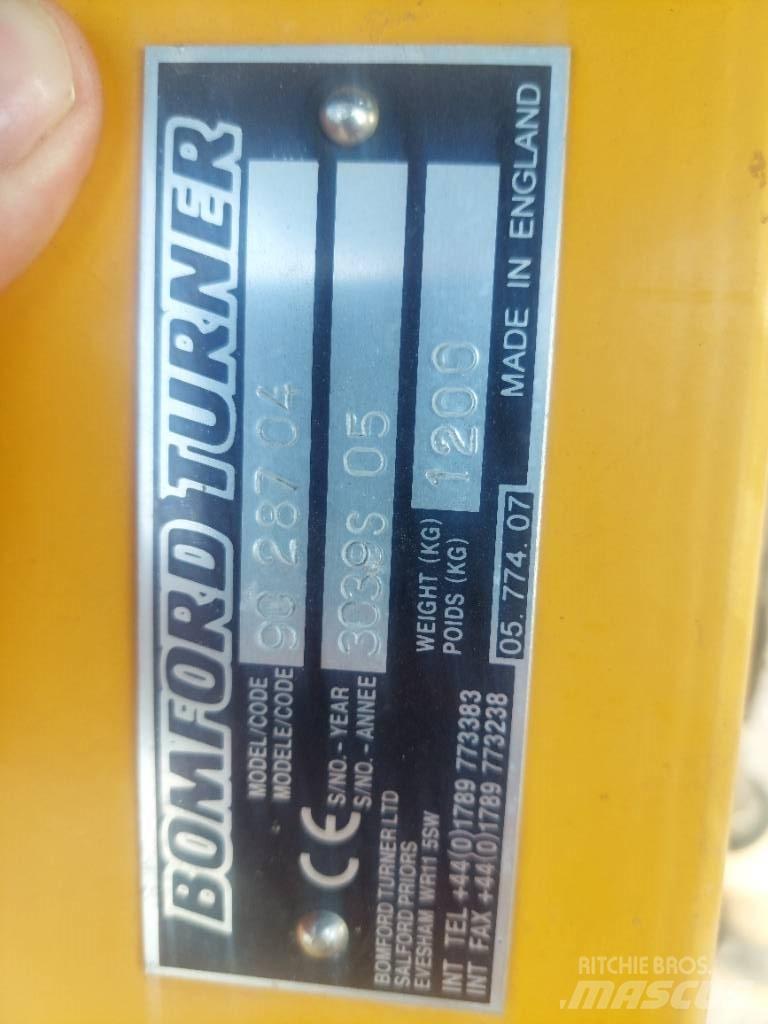 BOMFORD TURNER
MODEL/CODE
MODELE/CODE
90 287 04
CE
S/NO. - YEAR
S/NO. - ANNEE
3039S 05
BOMFORD TURNER LTD
SALFORD PRIORS
EVESHAM WR11 5SW
WEIGHT (KG)
POIDS (KG)
1200
INT TEL +44(0)1789 773383
INT FAX +44(0)1789 773238
05.774.07
MADE IN ENGLAND
RITCHIE BROS.